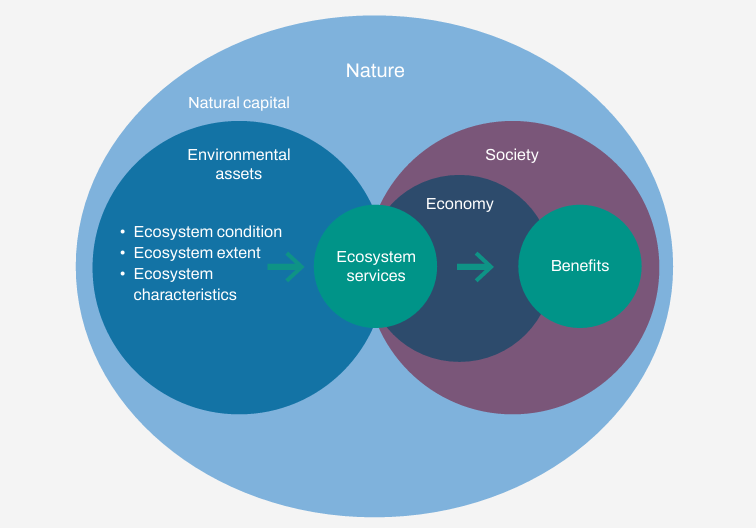 Nature
Natural capital
Environmental
assets
• Ecosystem condition
• Ecosystem extent
• Ecosystem
characteristics
Ecosystem
services
Society
Economy
Benefits